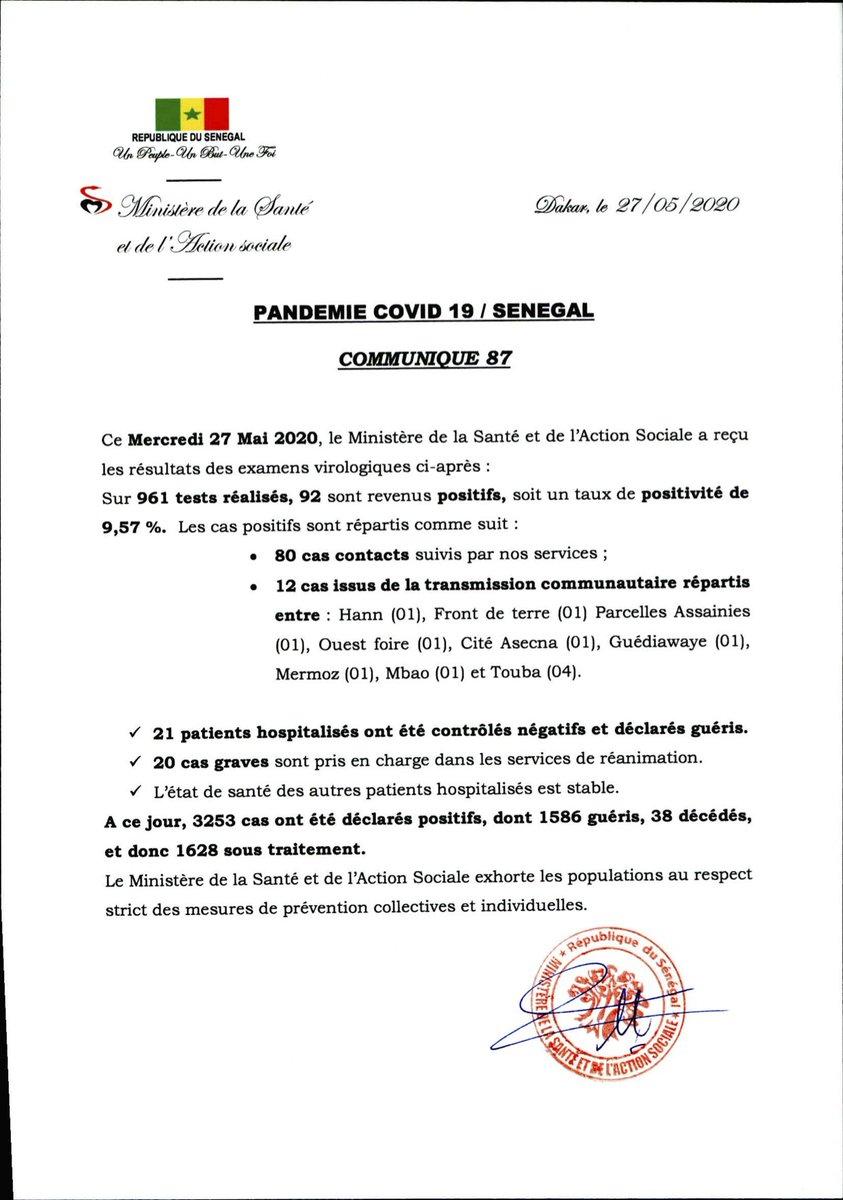 REPUBLIQUE DU SENEGAL
Un Peuple-Un But-Une Foi
Ministère de la Santé
et de l'Action sociale
Dakar, le 27/05/2020
PANDEMIE COVID 19 / SENEGAL
COMMUNIQUE 87
Ce Mercredi 27 Mai 2020, le Ministère de la Santé et de l'Action Sociale a reçu
les résultats des examens virologiques ci-après :
Sur 961 tests réalisés, 92 sont revenus positifs, soit un taux de positivité de
9,57 %. Les cas positifs sont répartis comme suit :
• 80 cas contacts suivis par nos services ;
• 12 cas issus de la transmission communautaire répartis
entre : Hann (01), Front de terre (01) Parcelles Assainies
(01), Ouest foire (01), Cité Asecna (01), Guédiawaye (01),
Mermoz (01), Mbao (01) et Touba (04).
✓ 21 patients hospitalisés ont été contrôlés négatifs et déclarés guéris.
✓ 20 cas graves sont pris en charge dans les services de réanimation.
✓ L'état de santé des autres patients hospitalisés est stable.
A ce jour, 3253 cas ont été déclarés positifs, dont 1586 guéris, 38 décédés,
et donc 1628 sous traitement.
Le Ministère de la Santé et de l'Action Sociale exhorte les populations au respect
strict des mesures de prévention collectives et individuelles.
★ République du Sénégal ★
MINISTÈRE DE LA SANTÉ ET DE L'ACTION SOCIALE